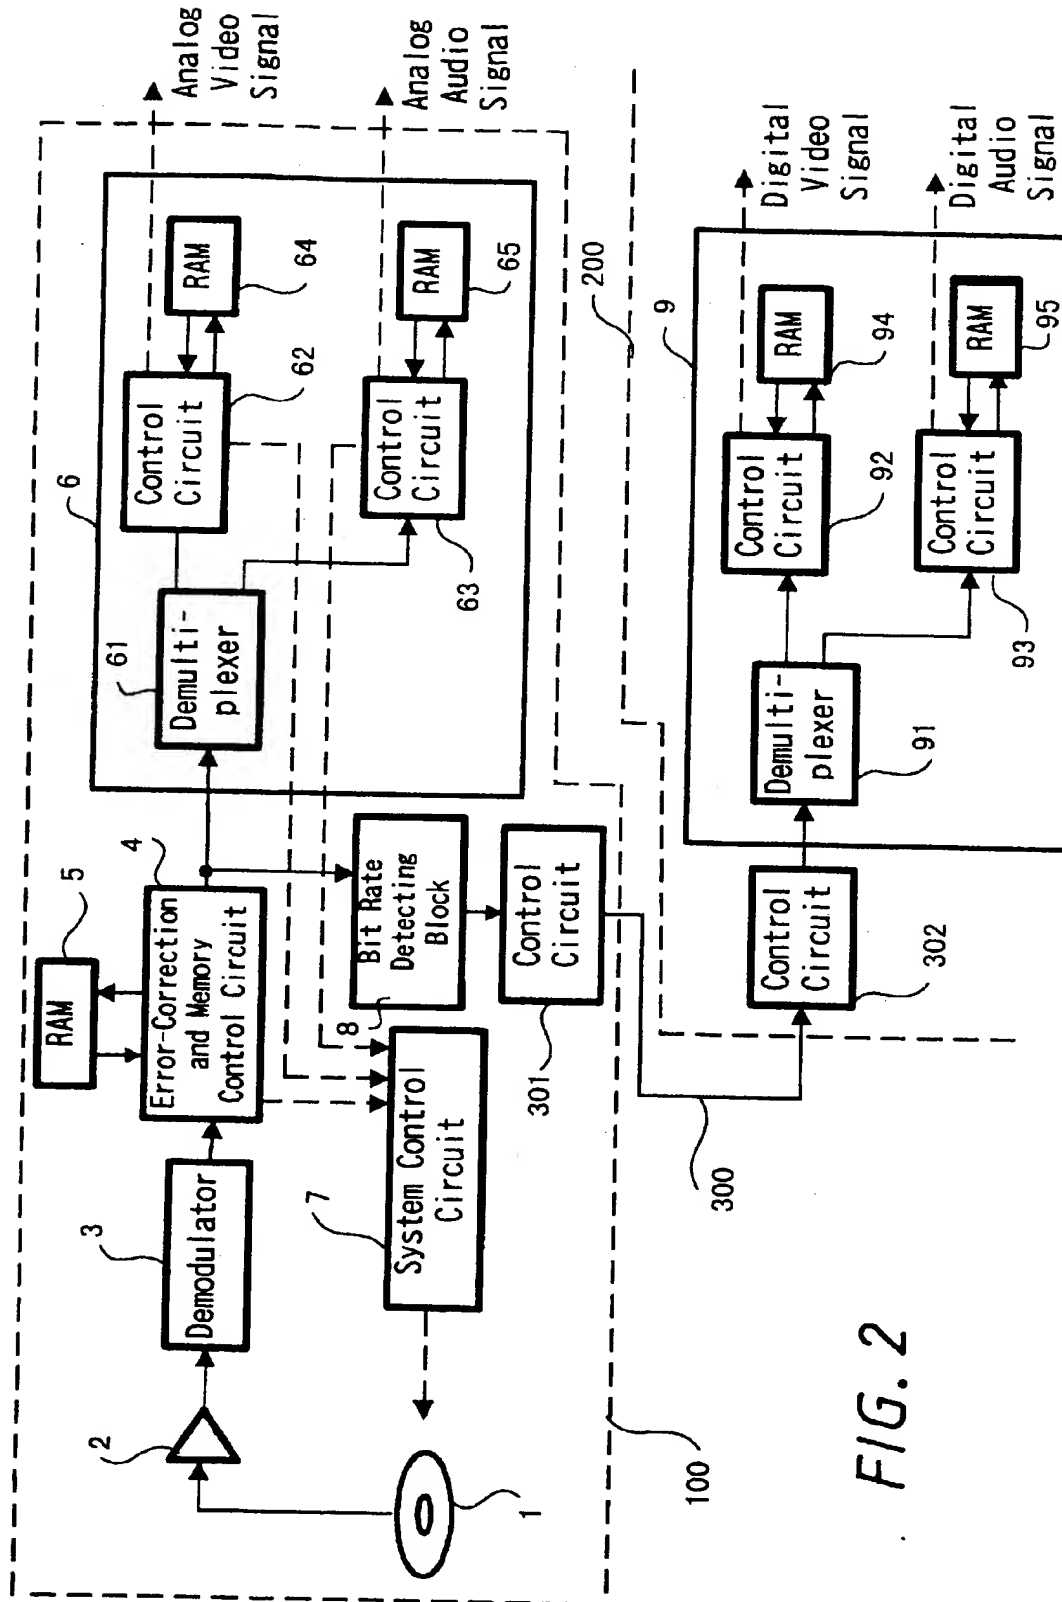 5
RAM
4
Error-Correction
and Memory
Control Circuit
3
Demodulator
2
1
7
System Control
Circuit
8
Bit Rate
Detecting
Block
Control
Circuit
301
6
61
Demulti-
plexer
Control
Circuit
62
RAM
64
Control
Circuit
63
RAM
65
Analog
Video
Signal
Analog
Audio
Signal
100
300
200
Control
Circuit
302
9
Demulti-
plexer
91
Control
Circuit
92
RAM
94
Control
Circuit
93
RAM
95
Digital
Video
Signal
Digital
Audio
Signal
FIG. 2